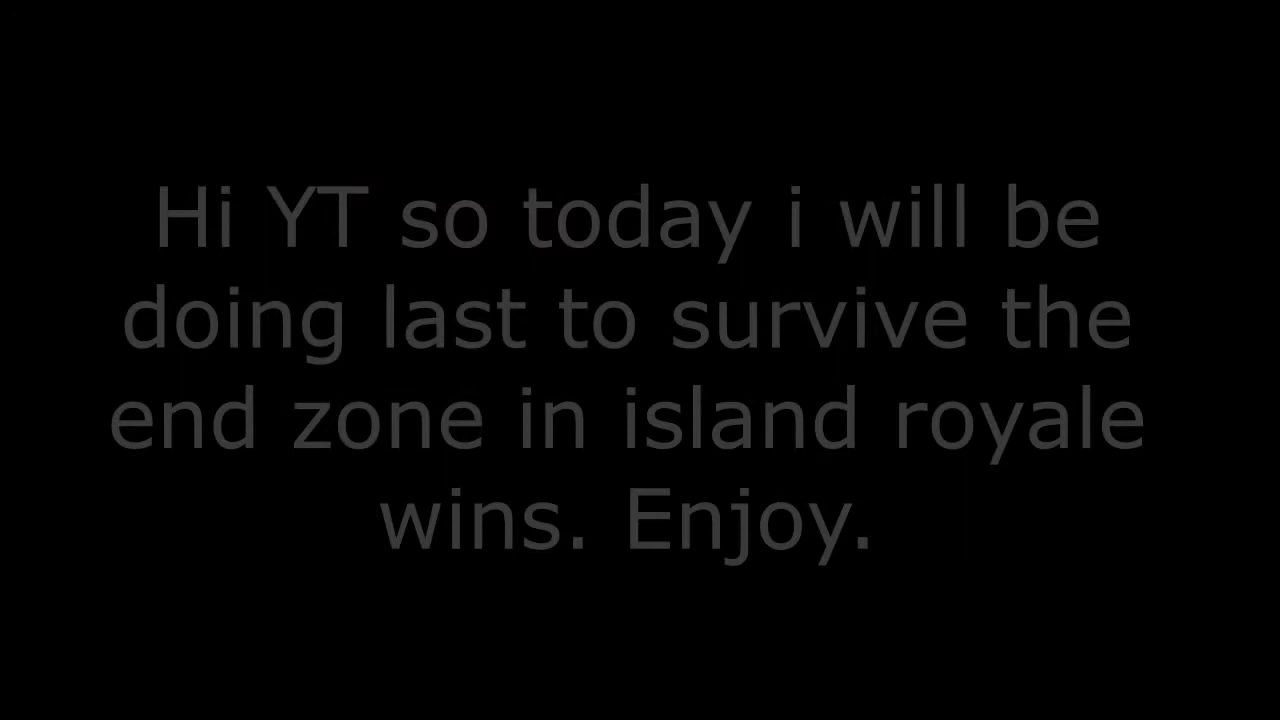 Hi YT so today i will be
doing last to survive the
end zone in island royale
wins. Enjoy.